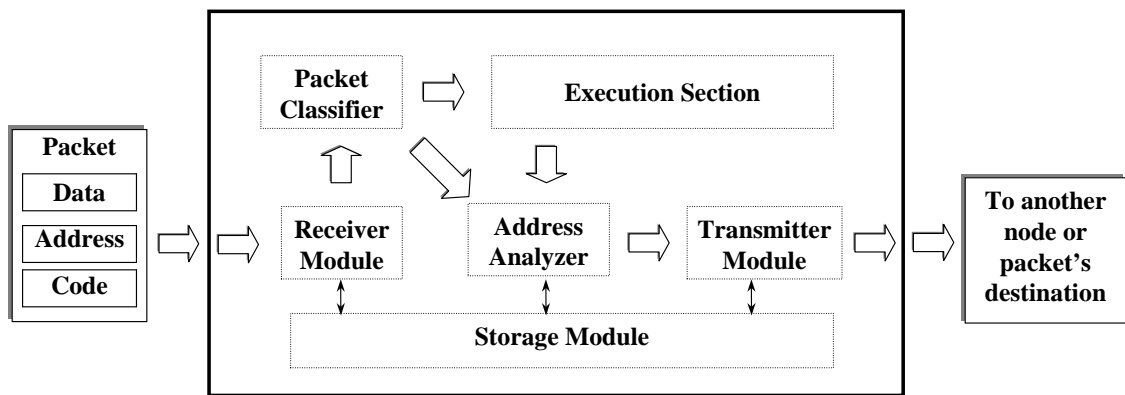 Packet
Data
Address
Code
Packet
Classifier
Execution Section
Receiver
Module
Address
Analyzer
Transmitter
Module
Storage Module
To another
node or
packet's
destination